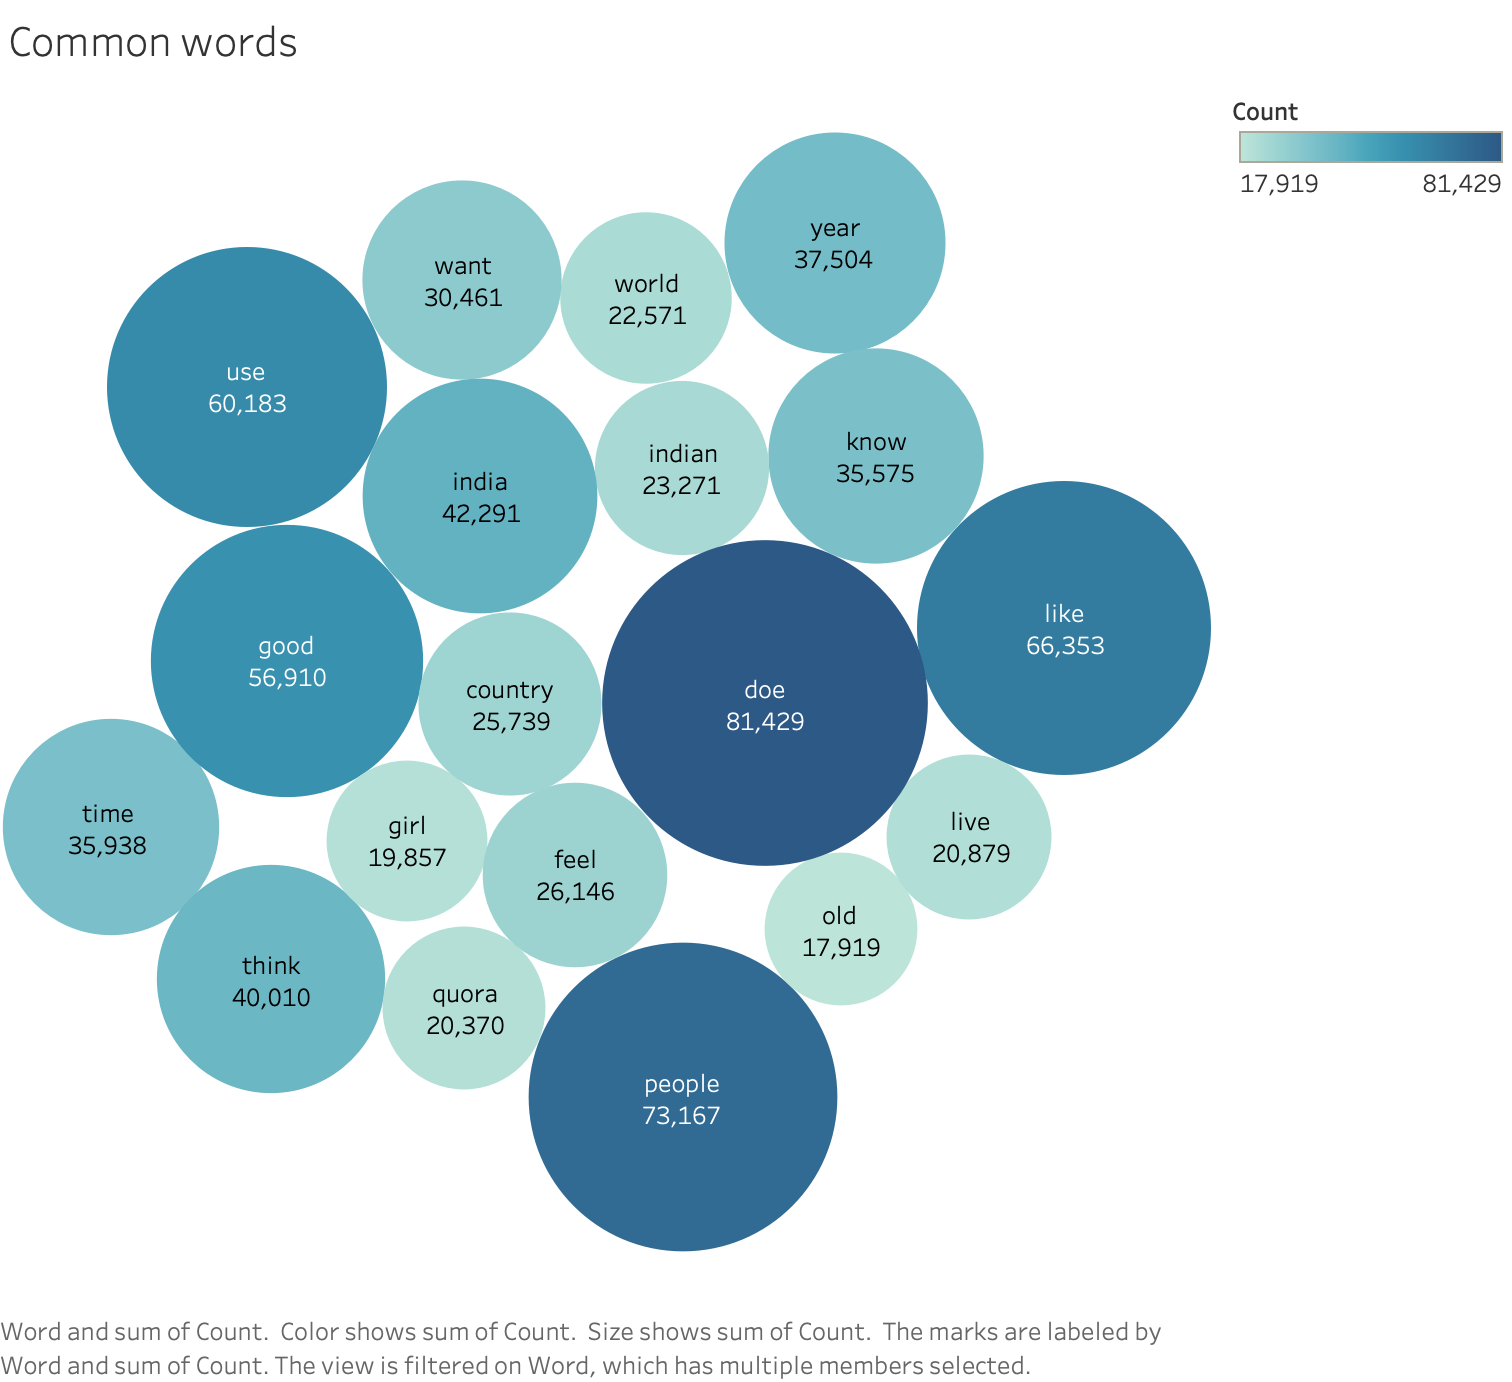 Common words
Count
17,919 81,429
year
37,504
want
30,461
world
22,571
use
60,183
know
35,575
indian
23,271
india
42,291
like
66,353
good
56,910
country
25,739
doe
81,429
time
35,938
girl
19,857
live
20,879
feel
26,146
old
17,919
think
40,010
quora
20,370
people
73,167
Word and sum of Count.  Color shows sum of Count.  Size shows sum of Count.  The marks are labeled by
Word and sum of Count. The view is filtered on Word, which has multiple members selected.